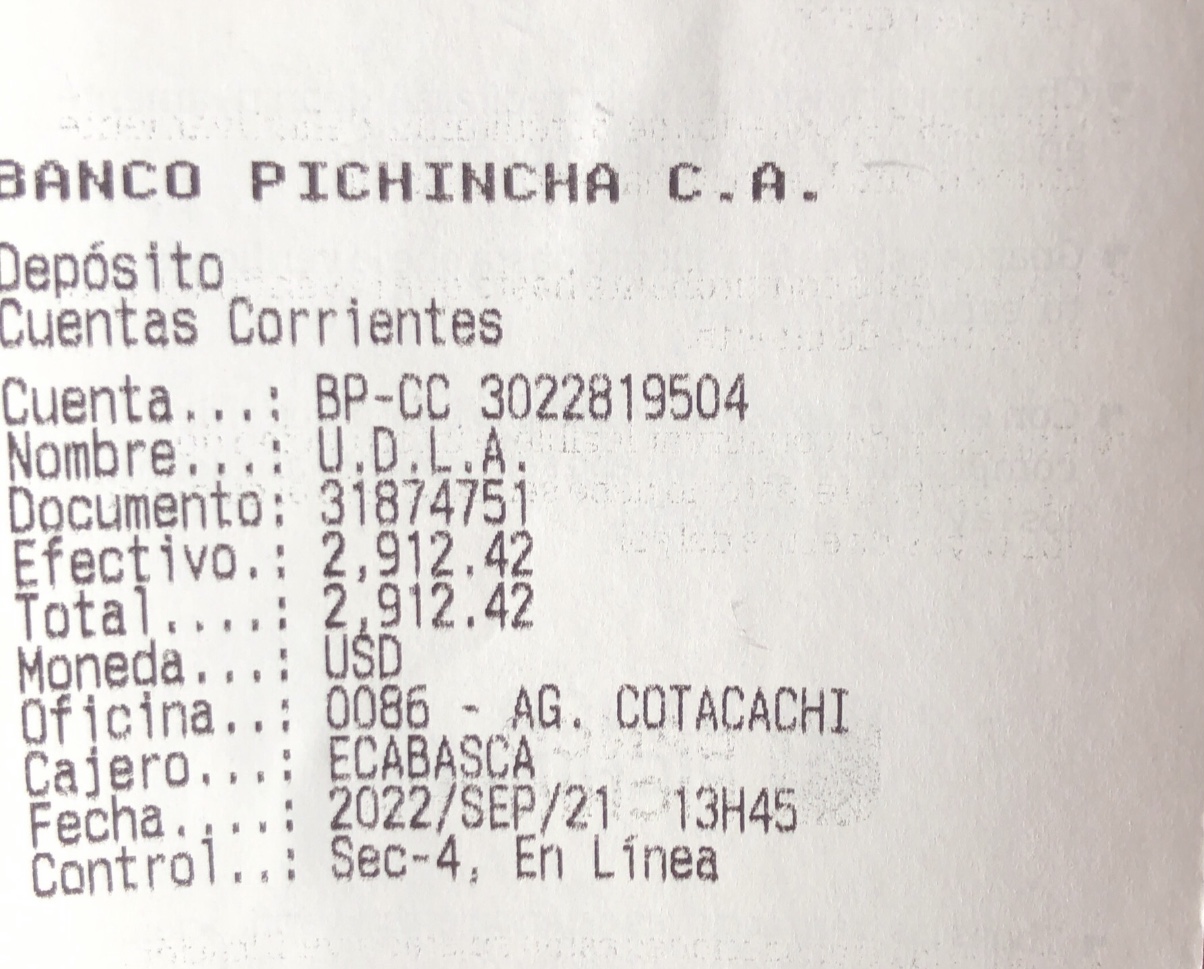 BANCO PICHINCHA C.A.
Depósito
Cuentas Corrientes
Cuenta...: BP-CC 3022819504
Nombre...: U.D.L.A.
Documento: 31874751
Efectivo.: 2,912.42
Total....: 2,912.42
Moneda...: USD
Oficina..: 0086 - AG. COTACACHI
Cajero...: ECABASCA
Fecha....: 2022/SEP/21 13H45
Control..: Sec-4, En Línea